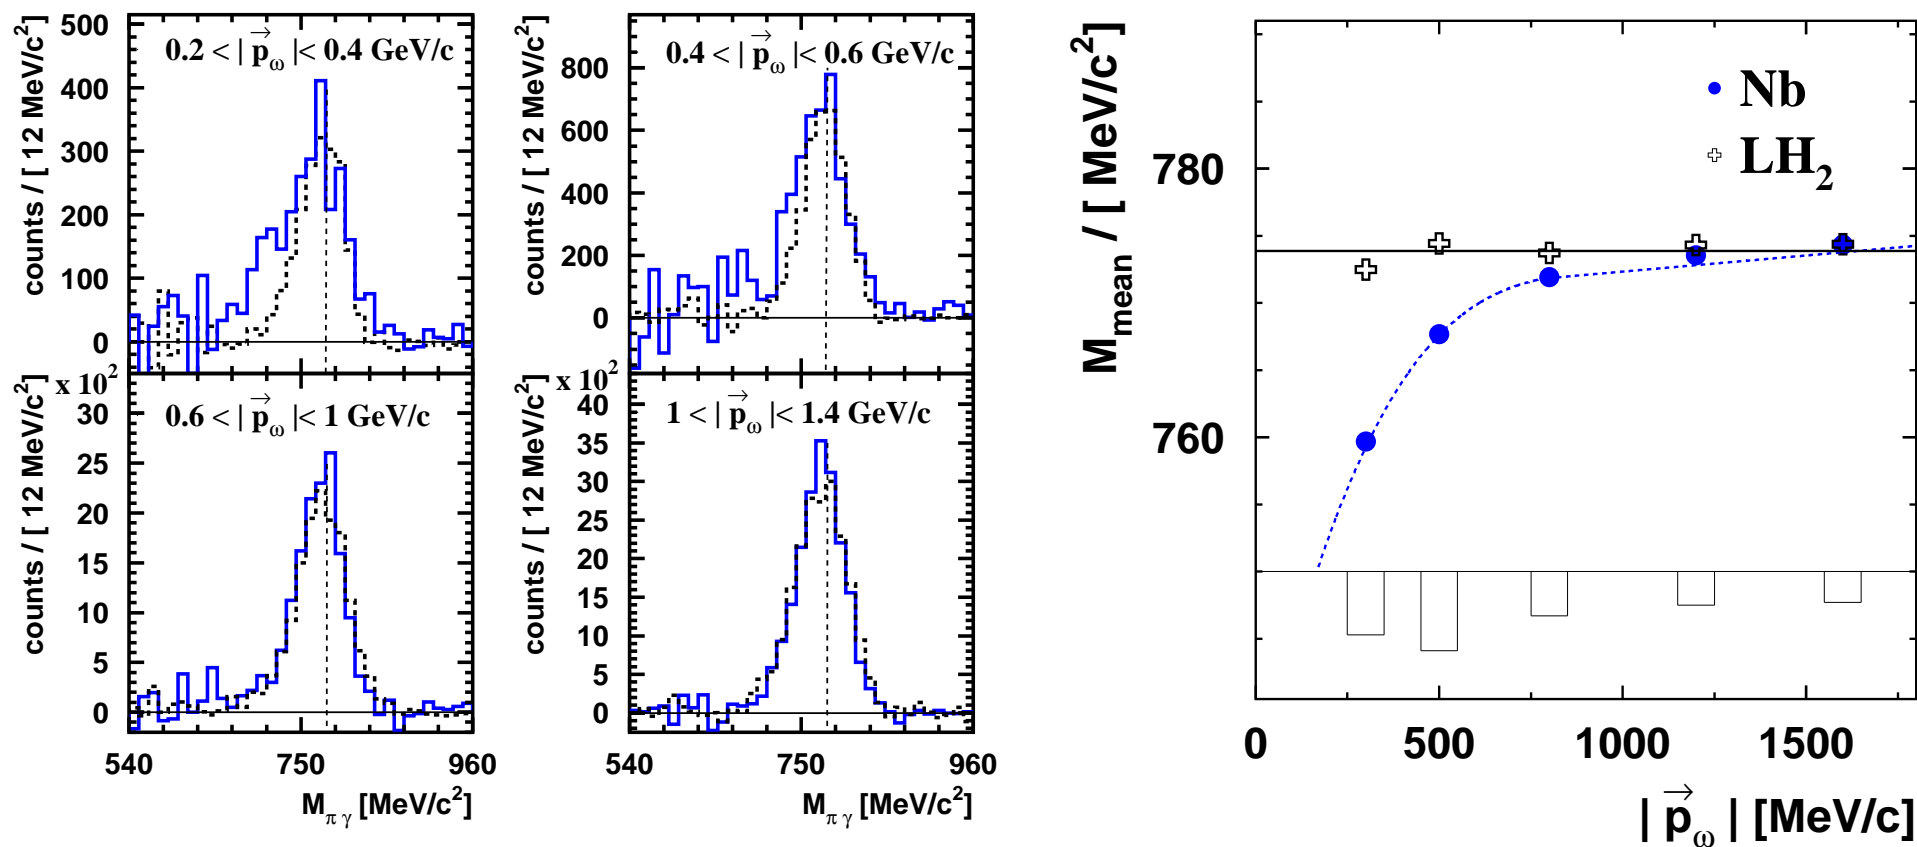 0.2 < | p⃗ω |< 0.4 GeV/c
counts / [ 12 MeV/c²]
500
400
300
200
100
0
0.4 < | p⃗ω |< 0.6 GeV/c
counts / [ 12 MeV/c²]
800
600
400
200
0
x 10²
0.6 < | p⃗ω |< 1 GeV/c
counts / [ 12 MeV/c²]
30
25
20
15
10
5
0
540 750 960
Mπγ [MeV/c²]
x 10²
1 < | p⃗ω |< 1.4 GeV/c
counts / [ 12 MeV/c²]
40
35
30
25
20
15
10
5
0
540 750 960
Mπγ [MeV/c²]
Mmean / [ MeV/c²]
780
760
Nb
LH₂
0 500 1000 1500
| p⃗ω | [MeV/c]